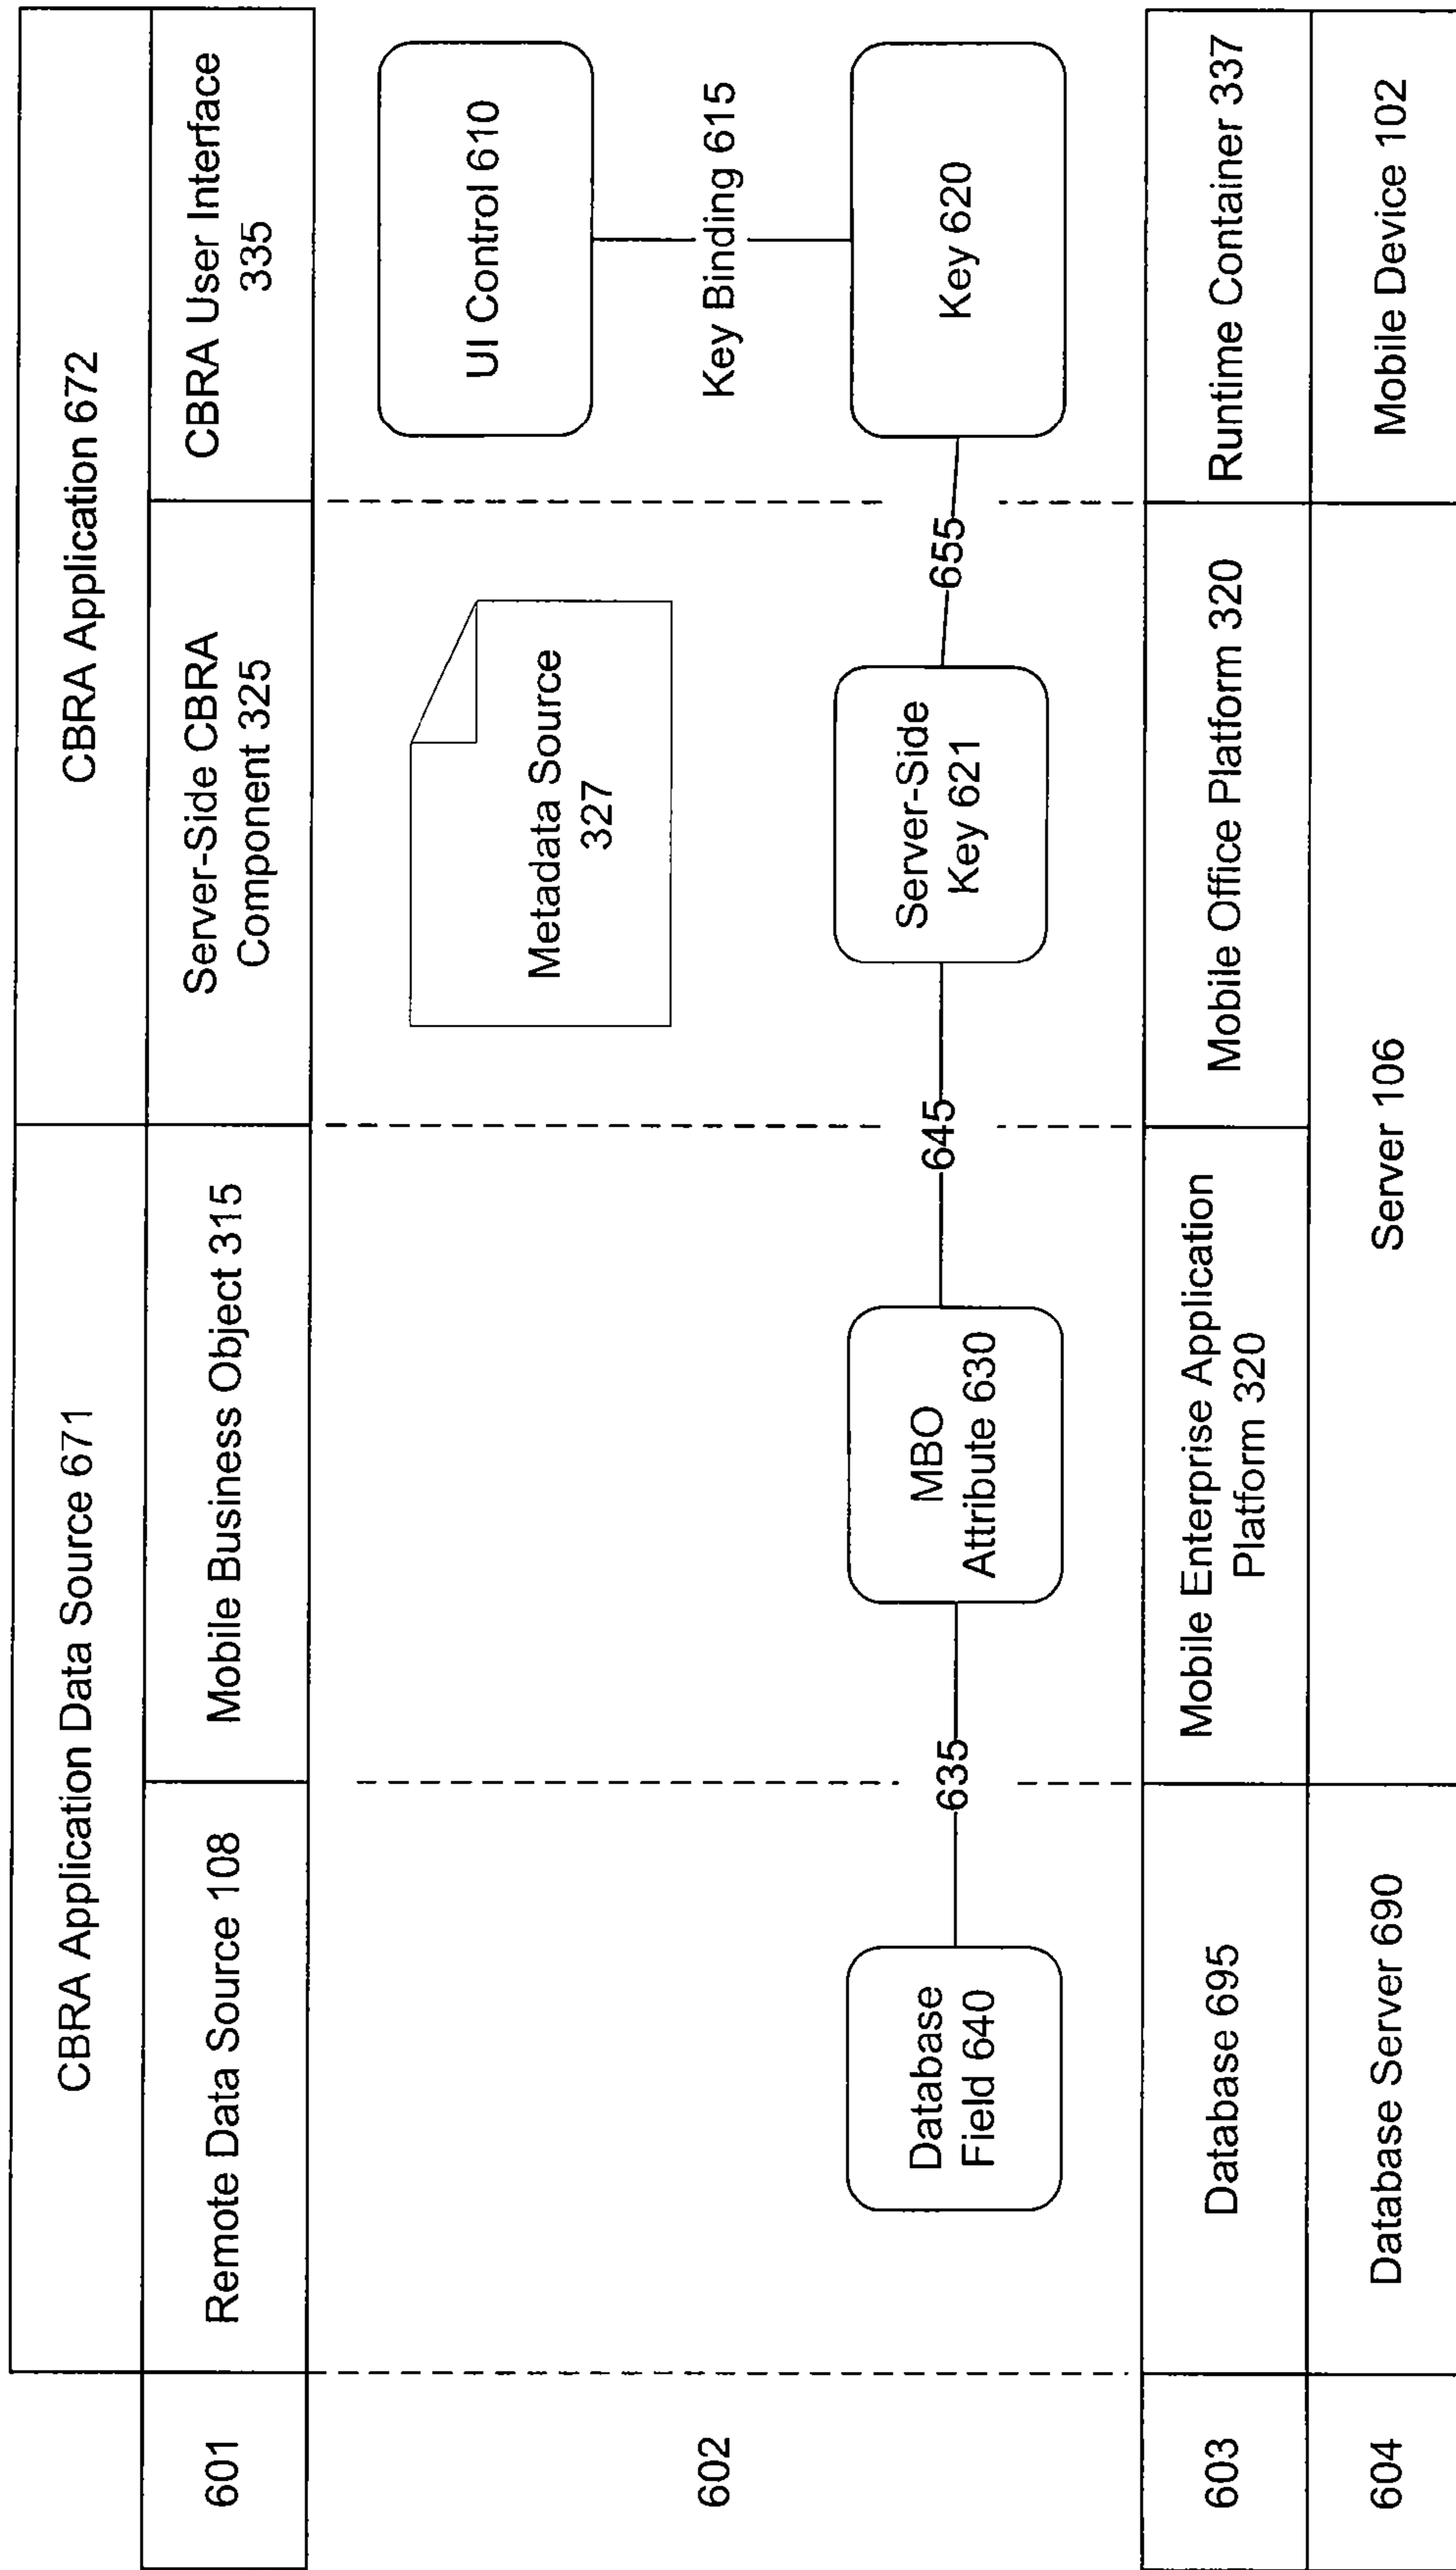 CBRA Application Data Source 671
CBRA Application 672
601
Remote Data Source 108
Mobile Business Object 315
Server-Side CBRA
Component 325
CBRA User Interface
335
602
Metadata Source
327
UI Control 610
Key Binding 615
Database
Field 640
635
MBO
Attribute 630
645
Server-Side
Key 621
655
Key 620
603
Database 695
Mobile Enterprise Application
Platform 320
Mobile Office Platform 320
Runtime Container 337
604
Database Server 690
Server 106
Mobile Device 102